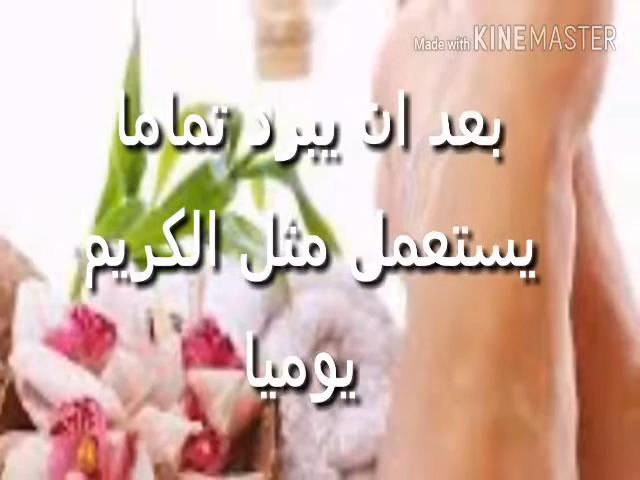 Made with KINEMASTER
بعد ان يبرد تماما
يستعمل مثل الكريم
يوميا